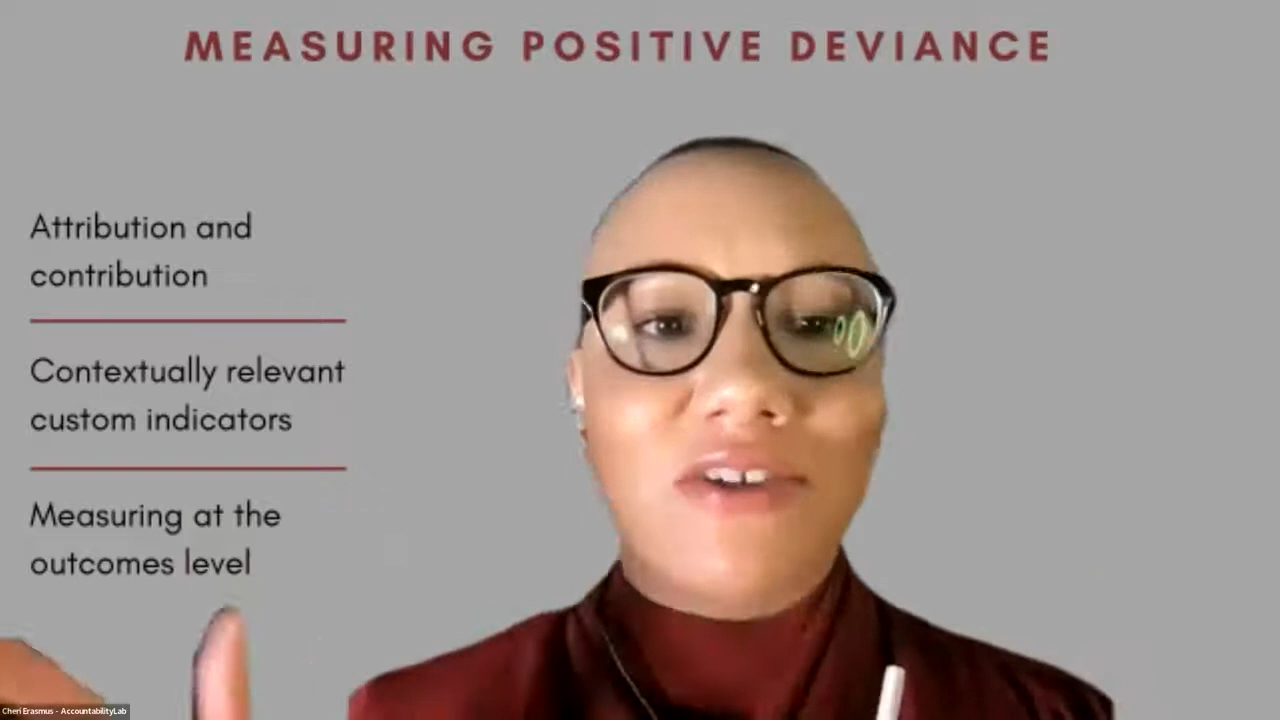 MEASURING POSITIVE DEVIANCE
Attribution and
contribution
Contextually relevant
custom indicators
Measuring at the
outcomes level
Cheri Erasmus - AccountabilityLab